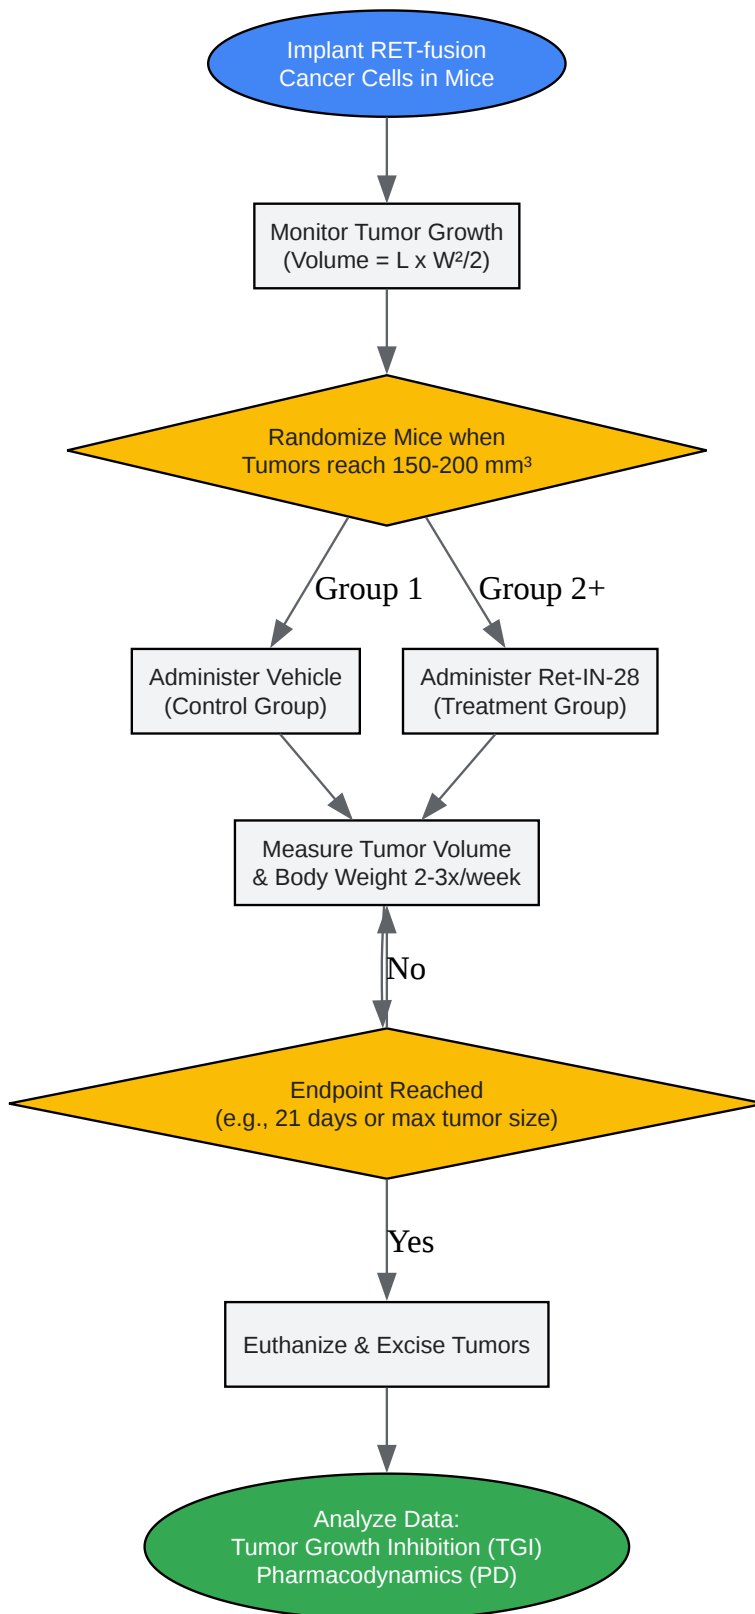 Implant RET-fusion
Cancer Cells in Mice
Monitor Tumor Growth
(Volume = L x W²/2)
Randomize Mice when
Tumors reach 150-200 mm³
Group 1
Group 2+
Administer Vehicle
(Control Group)
Administer Ret-IN-28
(Treatment Group)
Measure Tumor Volume
& Body Weight 2-3x/week
No
Endpoint Reached
(e.g., 21 days or max tumor size)
Yes
Euthanize & Excise Tumors
Analyze Data:
Tumor Growth Inhibition (TGI)
Pharmacodynamics (PD)